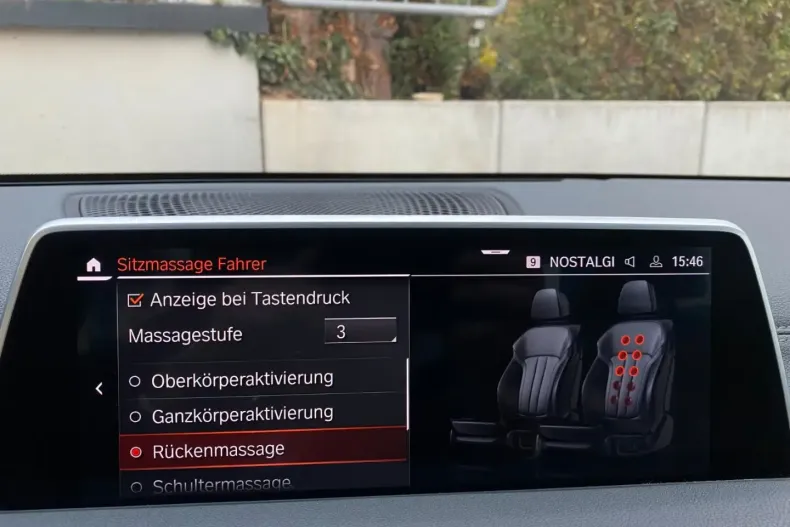 Sitzmassage Fahrer
9 NOSTALGI 15:46
Anzeige bei Tastendruck
Massagestufe 3
Oberkörperaktivierung
Ganzkörperaktivierung
Rückenmassage
Schultermassage